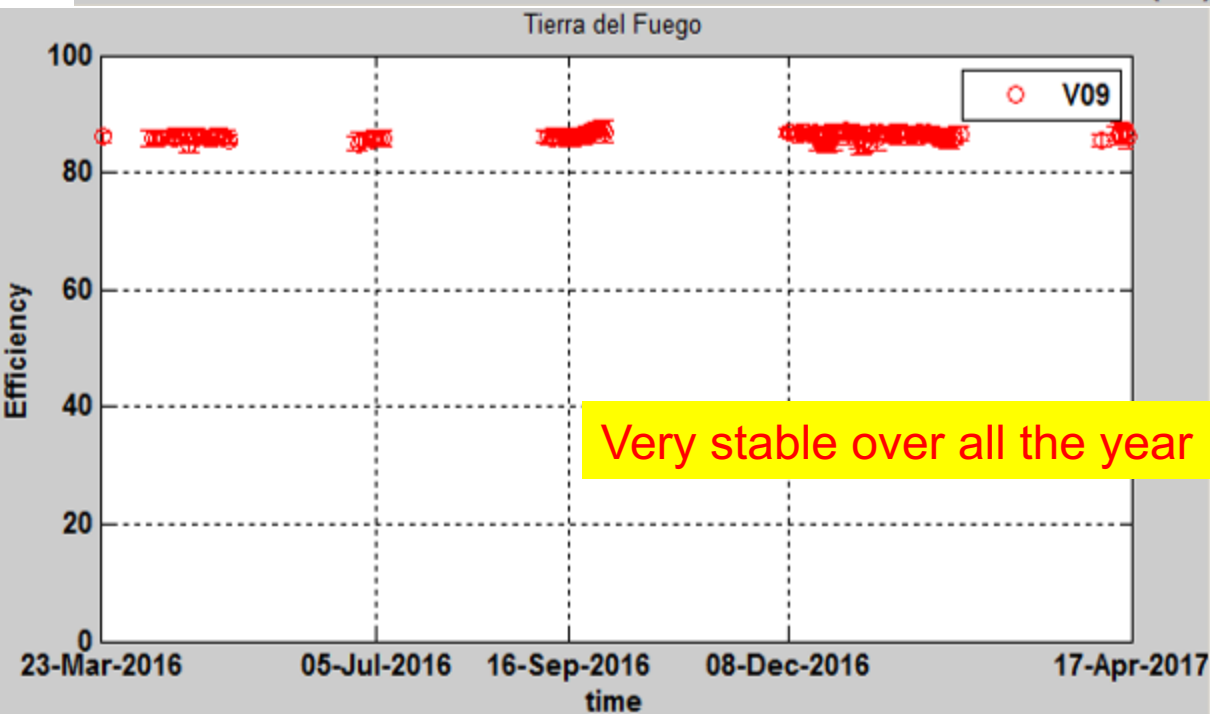 Tierra del Fuego
100
V09
80
60
Efficiency
40
Very stable over all the year
20
0
23-Mar-2016 05-Jul-2016 16-Sep-2016 08-Dec-2016 17-Apr-2017
time